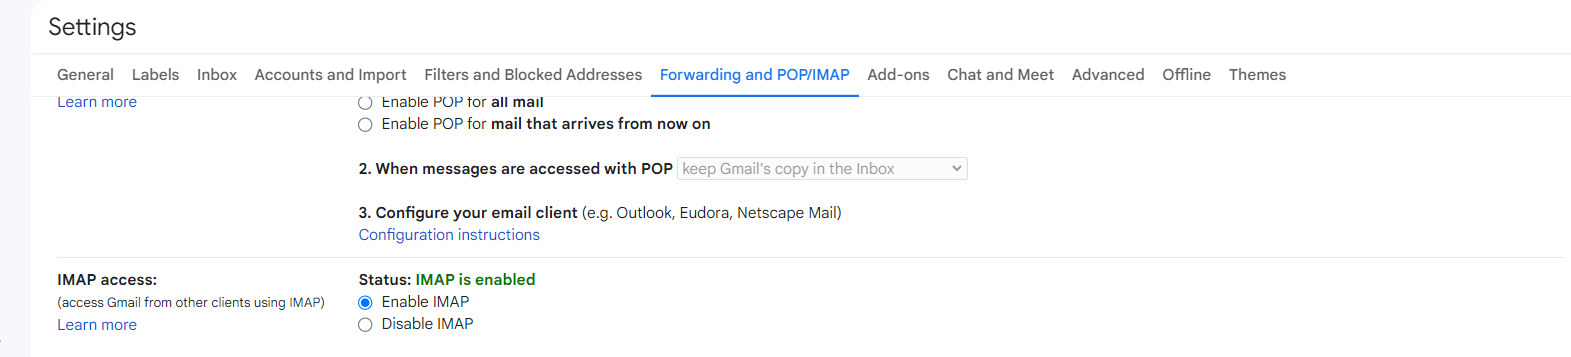 Settings
General Labels Inbox Accounts and Import Filters and Blocked Addresses Forwarding and POP/IMAP Add-ons Chat and Meet Advanced Offline Themes
Learn more
Enable POP for all mail
Enable POP for mail that arrives from now on
2. When messages are accessed with POP keep Gmail's copy in the Inbox
3. Configure your email client (e.g. Outlook, Eudora, Netscape Mail)
Configuration instructions
IMAP access:
(access Gmail from other clients using IMAP)
Learn more
Status: IMAP is enabled
Enable IMAP
Disable IMAP